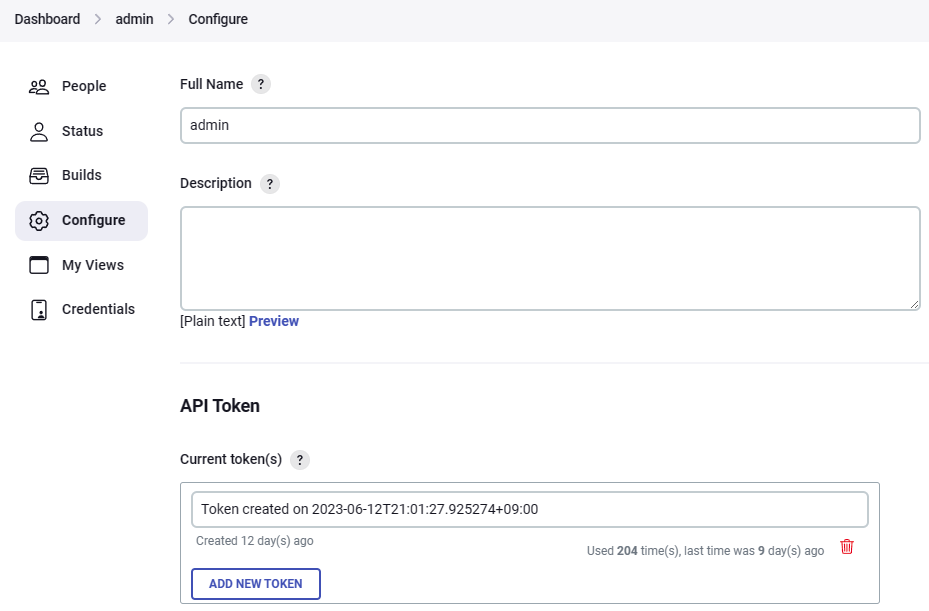 Dashboard > admin > Configure
People
Status
Builds
Configure
My Views
Credentials
Full Name ?
admin
Description ?
[Plain text] Preview
API Token
Current token(s) ?
Token created on 2023-06-12T21:01:27.925274+09:00
Created 12 day(s) ago
Used 204 time(s), last time was 9 day(s) ago
ADD NEW TOKEN